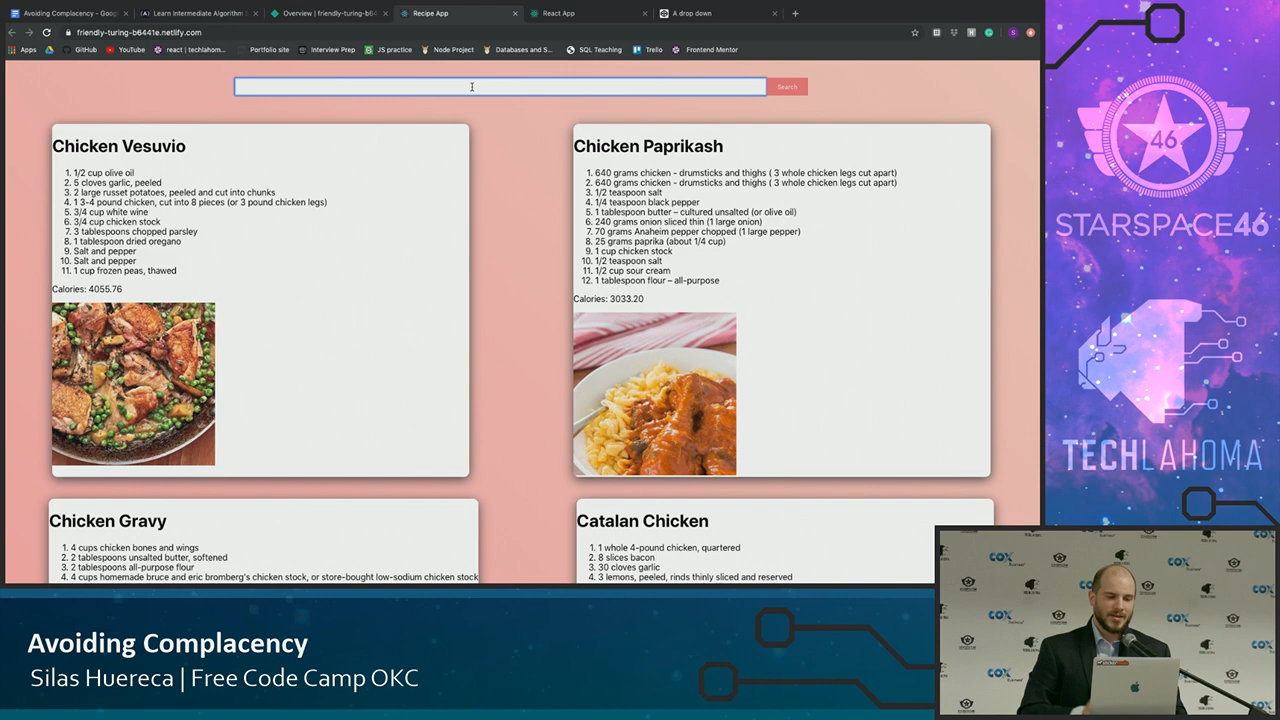 Avoiding Complacency - Goog
Learn Intermediate Algorithm
Overview | friendly-turing-b6441e
Recipe App
React App
A drop down
friendly-turing-b6441e.netlify.com
Apps
GitHub
YouTube
react | techlahom...
Portfolio site
Interview Prep
JS practice
Node Project
Databases and S...
SQL Teaching
Trello
Frontend Mentor
Search
Chicken Vesuvio
1. 1/2 cup olive oil
2. 5 cloves garlic, peeled
3. 2 large russet potatoes, peeled and cut into chunks
4. 1 3-4 pound chicken, cut into 8 pieces (or 3 pound chicken legs)
5. 3/4 cup white wine
6. 3/4 cup chicken stock
7. 3 tablespoons chopped parsley
8. 1 tablespoon dried oregano
9. Salt and pepper
10. Salt and pepper
11. 1 cup frozen peas, thawed
Calories: 4055.76
Chicken Paprikash
1. 640 grams chicken - drumsticks and thighs ( 3 whole chicken legs cut apart)
2. 640 grams chicken - drumsticks and thighs ( 3 whole chicken legs cut apart)
3. 1/2 teaspoon salt
4. 1/4 teaspoon black pepper
5. 1 tablespoon butter – cultured unsalted (or olive oil)
6. 240 grams onion sliced thin (1 large onion)
7. 70 grams Anaheim pepper chopped (1 large pepper)
8. 25 grams paprika (about 1/4 cup)
9. 1 cup chicken stock
10. 1/2 teaspoon salt
11. 1/2 cup sour cream
12. 1 tablespoon flour – all-purpose
Calories: 3033.20
Chicken Gravy
1. 4 cups chicken bones and wings
2. 2 tablespoons unsalted butter, softened
3. 2 tablespoons all-purpose flour
4. 4 cups homemade bruce and eric bromberg's chicken stock, or store-bought low-sodium chicken stock
Catalan Chicken
1. 1 whole 4-pound chicken, quartered
2. 8 slices bacon
3. 30 cloves garlic
4. 3 lemons, peeled, rinds thinly sliced and reserved
46
STARSPACE46
TECHLAHOMA
COX
Avoiding Complacency
Silas Huereca | Free Code Camp OKC